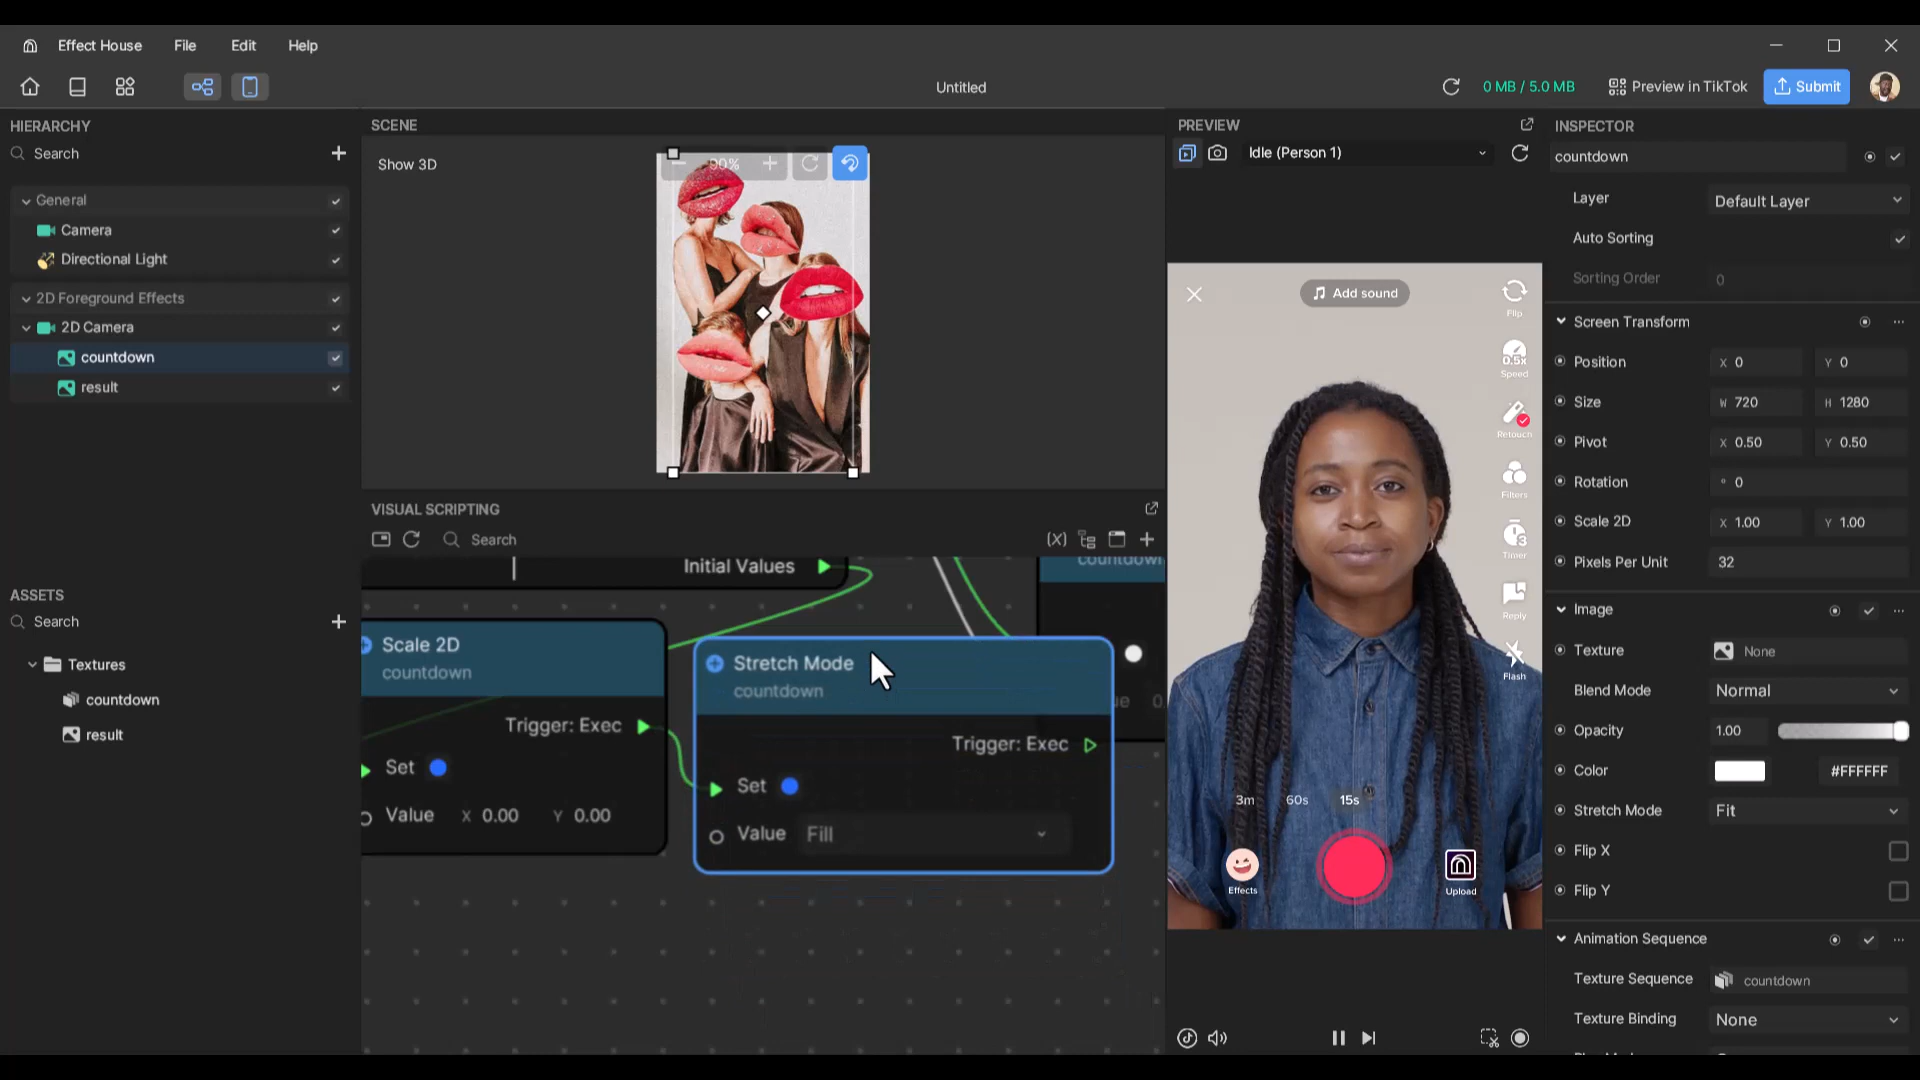 Effect House File Edit Help
Untitled
0 MB / 5.0 MB
Preview in TikTok
Submit
HIERARCHY
Search
General
Camera
Directional Light
2D Foreground Effects
2D Camera
countdown
result
ASSETS
Search
Textures
countdown
result
SCENE
Show 3D
90%
VISUAL SCRIPTING
Search
(X)
Initial Values
countdown
Scale 2D
countdown
Trigger: Exec
Set
Value X 0.00 Y 0.00
Stretch Mode
countdown
Trigger: Exec
Set
Value Fill
PREVIEW
Idle (Person 1)
Add sound
Flip
0.5x
Speed
Retouch
Filters
3
Timer
Reply
Flash
3m 60s 15s
Effects
Upload
INSPECTOR
countdown
Layer Default Layer
Auto Sorting
Sorting Order 0
Screen Transform
Position X 0 Y 0
Size W 720 H 1280
Pivot X 0.50 Y 0.50
Rotation ° 0
Scale 2D X 1.00 Y 1.00
Pixels Per Unit 32
Image
Texture None
Blend Mode Normal
Opacity 1.00
Color #FFFFFF
Stretch Mode Fit
Flip X
Flip Y
Animation Sequence
Texture Sequence countdown
Texture Binding None